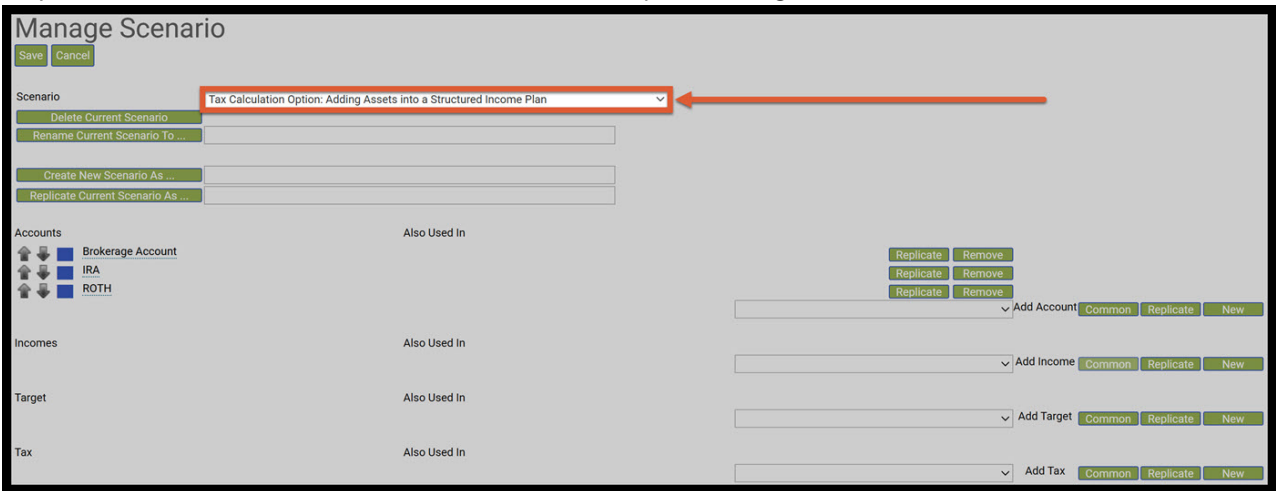 Manage Scenario
Save Cancel
Scenario Tax Calculation Option: Adding Assets into a Structured Income Plan
Delete Current Scenario
Rename Current Scenario To ...
Create New Scenario As ...
Replicate Current Scenario As ...
Accounts Also Used In
Brokerage Account Replicate Remove
IRA Replicate Remove
ROTH Replicate Remove
Add Account Common Replicate New
Incomes Also Used In
Add Income Common Replicate New
Target Also Used In
Add Target Common Replicate New
Tax Also Used In
Add Tax Common Replicate New